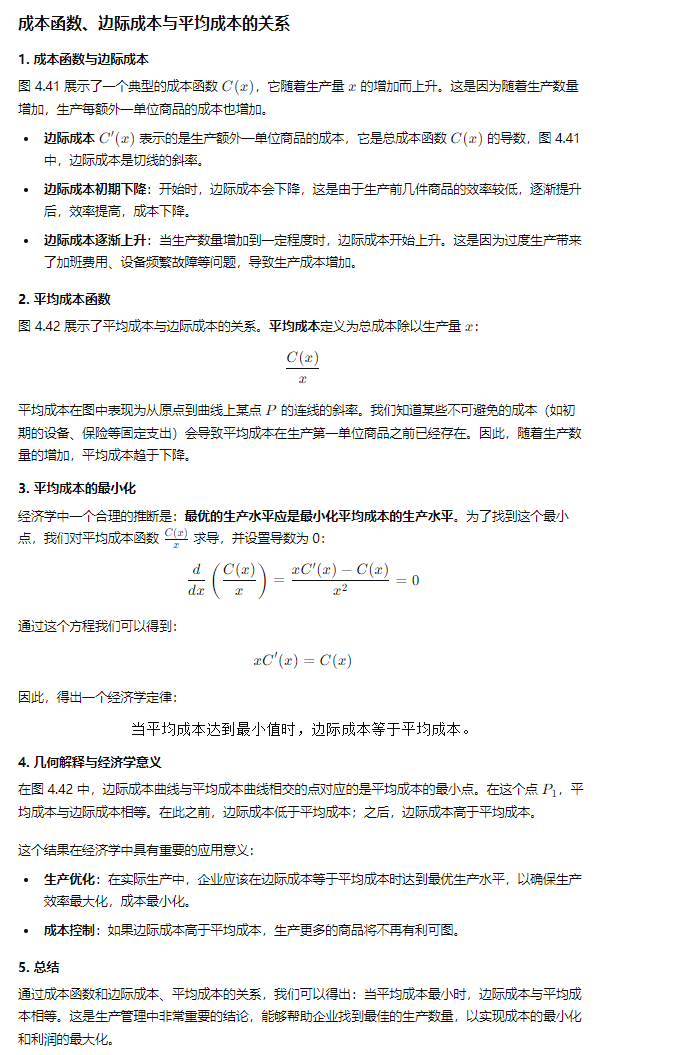 成本函数、边际成本与平均成本的关系
1. 成本函数与边际成本
图 4.41 展示了一个典型的成本函数 C(x)，它随着生产量 x 的增加而上升。这是因为随着生产数量
增加，生产每额外一单位商品的成本也增加。
• 边际成本 C′(x) 表示的是生产额外一单位商品的成本，它是总成本函数 C(x) 的导数，图 4.41
中，边际成本是切线的斜率。
• 边际成本初期下降：开始时，边际成本会下降，这是由于生产前几件商品的效率较低，逐渐提升
后，效率提高，成本下降。
• 边际成本逐渐上升：当生产数量增加到一定程度时，边际成本开始上升。这是因为过度生产带来
了加班费用、设备频繁故障等问题，导致生产成本增加。
2. 平均成本函数
图 4.42 展示了平均成本与边际成本的关系。平均成本定义为总成本除以生产量 x：
C(x)/x
平均成本在图中表现为从原点到曲线上某点 P 的连线的斜率。我们知道某些不可避免的成本（如初
期的设备、保险等固定支出）会导致平均成本在生产第一单位商品之前已经存在。因此，随着生产数
量的增加，平均成本趋于下降。
3. 平均成本的最小化
经济学中一个合理的推断是：最优的生产水平应是最小化平均成本的生产水平。为了找到这个最小
点，我们对平均成本函数 C(x)/x 求导，并设置导数为 0：
d/dx (C(x)/x) = (xC′(x) − C(x))/x² = 0
通过这个方程我们可以得到：
xC′(x) = C(x)
因此，得出一个经济学定律：
当平均成本达到最小值时，边际成本等于平均成本。
4. 几何解释与经济学意义
在图 4.42 中，边际成本曲线与平均成本曲线相交的点对应的是平均成本的最小点。在这个点 P₁，平
均成本与边际成本相等。在此之前，边际成本低于平均成本；之后，边际成本高于平均成本。
这个结果在经济学中具有重要的应用意义：
• 生产优化：在实际生产中，企业应该在边际成本等于平均成本时达到最优生产水平，以确保生产
效率最大化，成本最小化。
• 成本控制：如果边际成本高于平均成本，生产更多的商品将不再有利可图。
5. 总结
通过成本函数和边际成本、平均成本的关系，我们可以得出：当平均成本最小时，边际成本与平均成
本相等。这是生产管理中非常重要的结论，能够帮助企业找到最佳的生产数量，以实现成本的最小化
和利润的最大化。